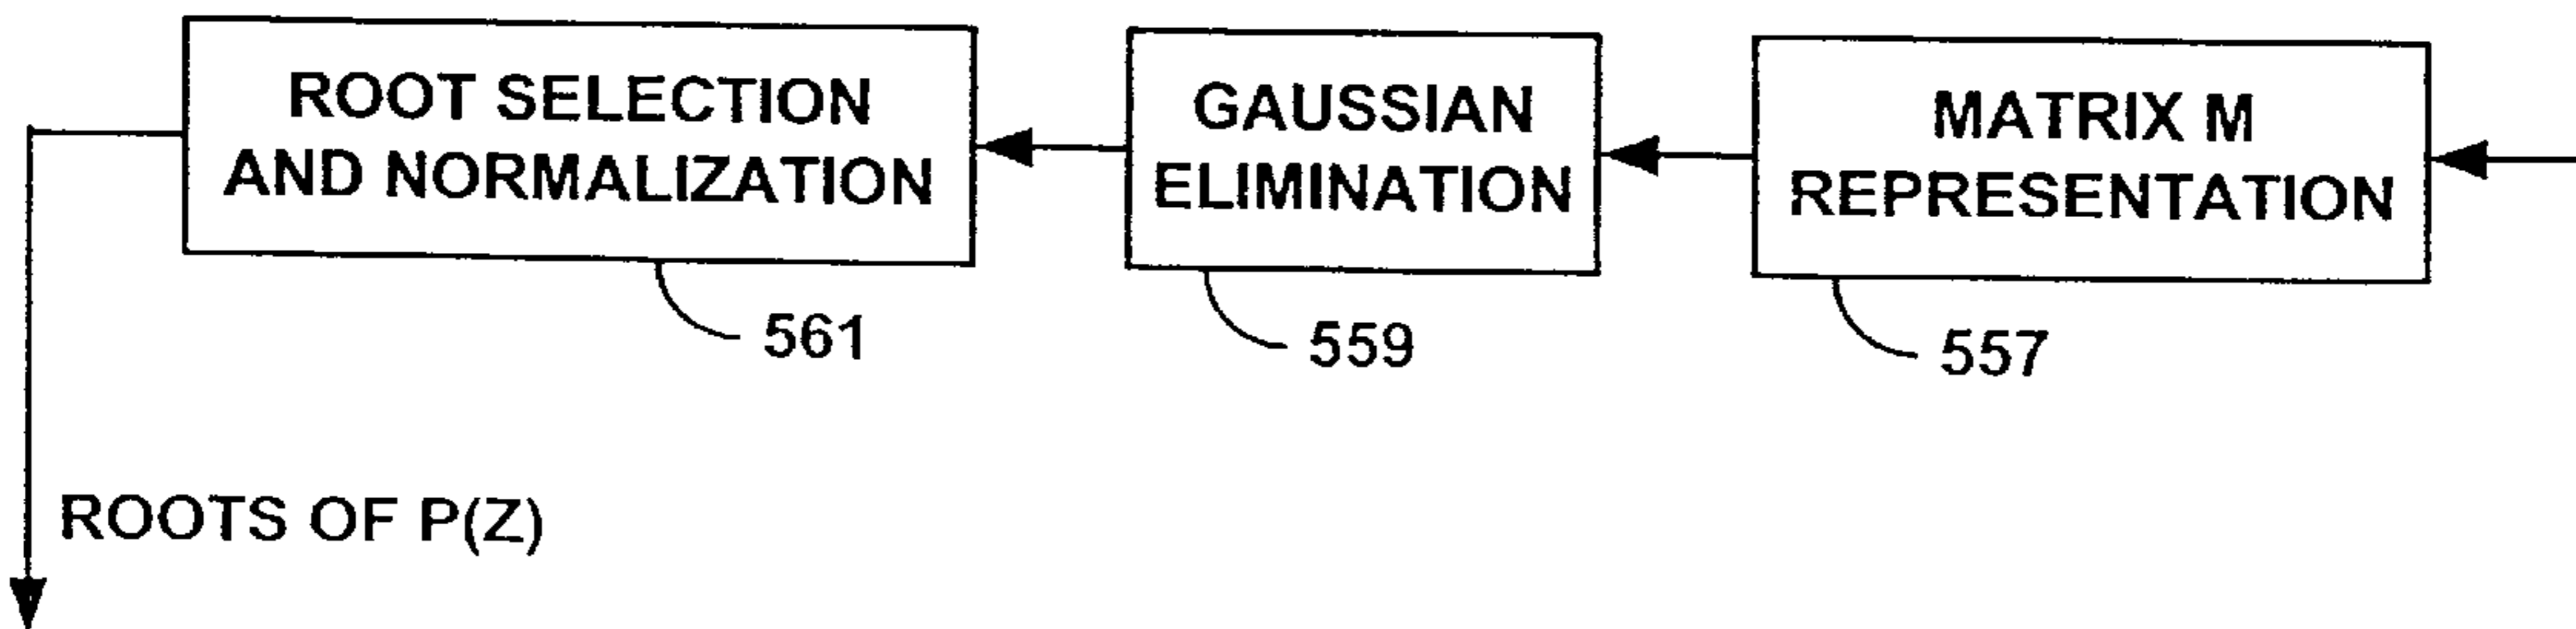 ROOT SELECTION
AND NORMALIZATION
GAUSSIAN
ELIMINATION
MATRIX M
REPRESENTATION
561
559
557
ROOTS OF P(Z)